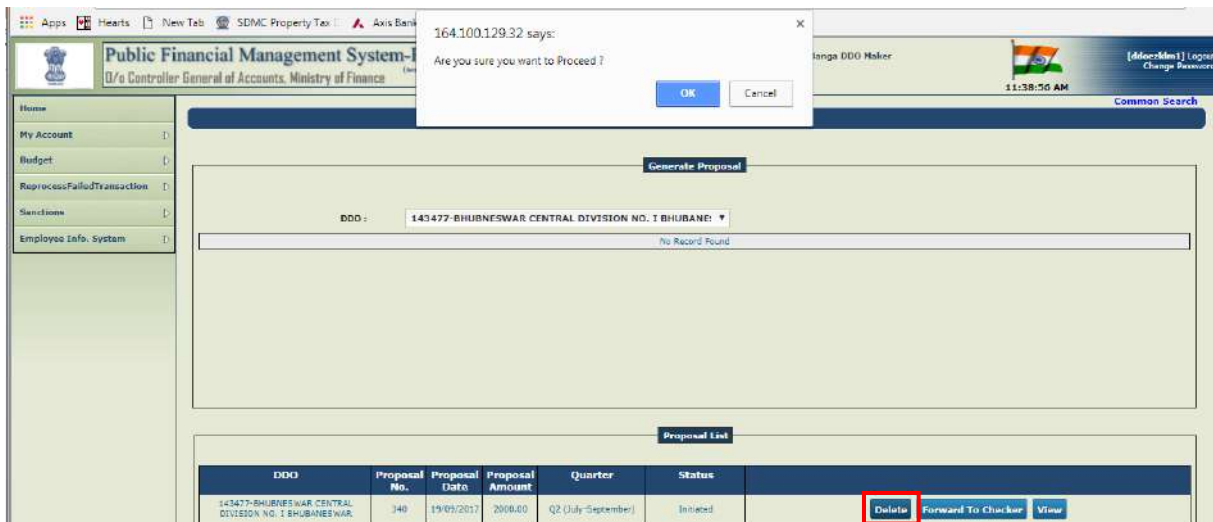 Apps Hearts New Tab SDMC Property Tax Axis Bank
164.100.129.32 says:
Are you sure you want to Proceed ?
OK Cancel
Public Financial Management System-
O/o Controller General of Accounts, Ministry of Finance
DDO Maker
[ddoczklm1] Logout
Change Password
11:38:56 AM
Common Search
Home
My Account
Budget
ReprocessFailedTransaction
Sanctions
Employee Info. System
Generate Proposal
DDO : 143477-BHUBNESWAR CENTRAL DIVISION NO. I BHUBANE:
No Record Found
Proposal List
DDO Proposal No. Proposal Date Proposal Amount Quarter Status
143477-BHUBNESWAR CENTRAL DIVISION NO. I BHUBANESWAR 340 19/09/2017 2000.00 Q2 (July-September) Initiated Delete Forward To Checker View